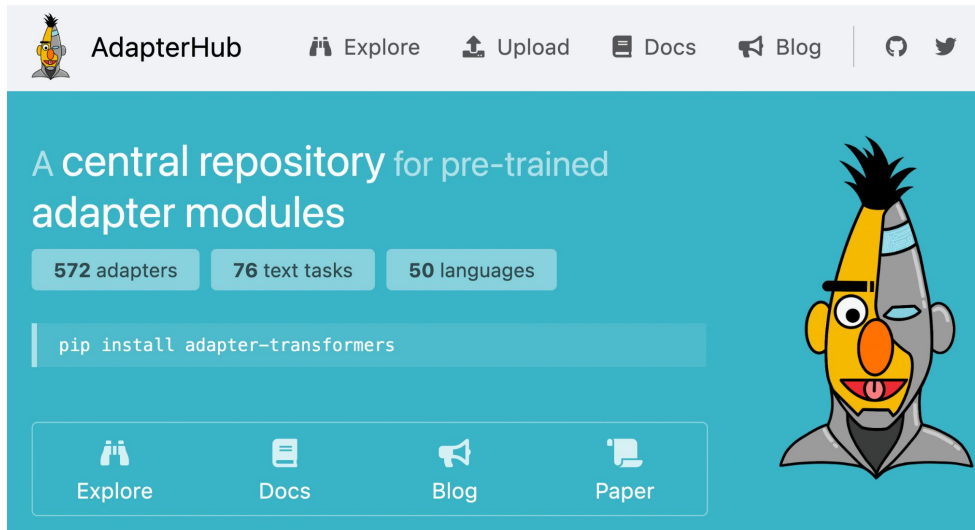 AdapterHub Explore Upload Docs Blog
A central repository for pre-trained
adapter modules
572 adapters 76 text tasks 50 languages
pip install adapter-transformers
Explore Docs Blog Paper